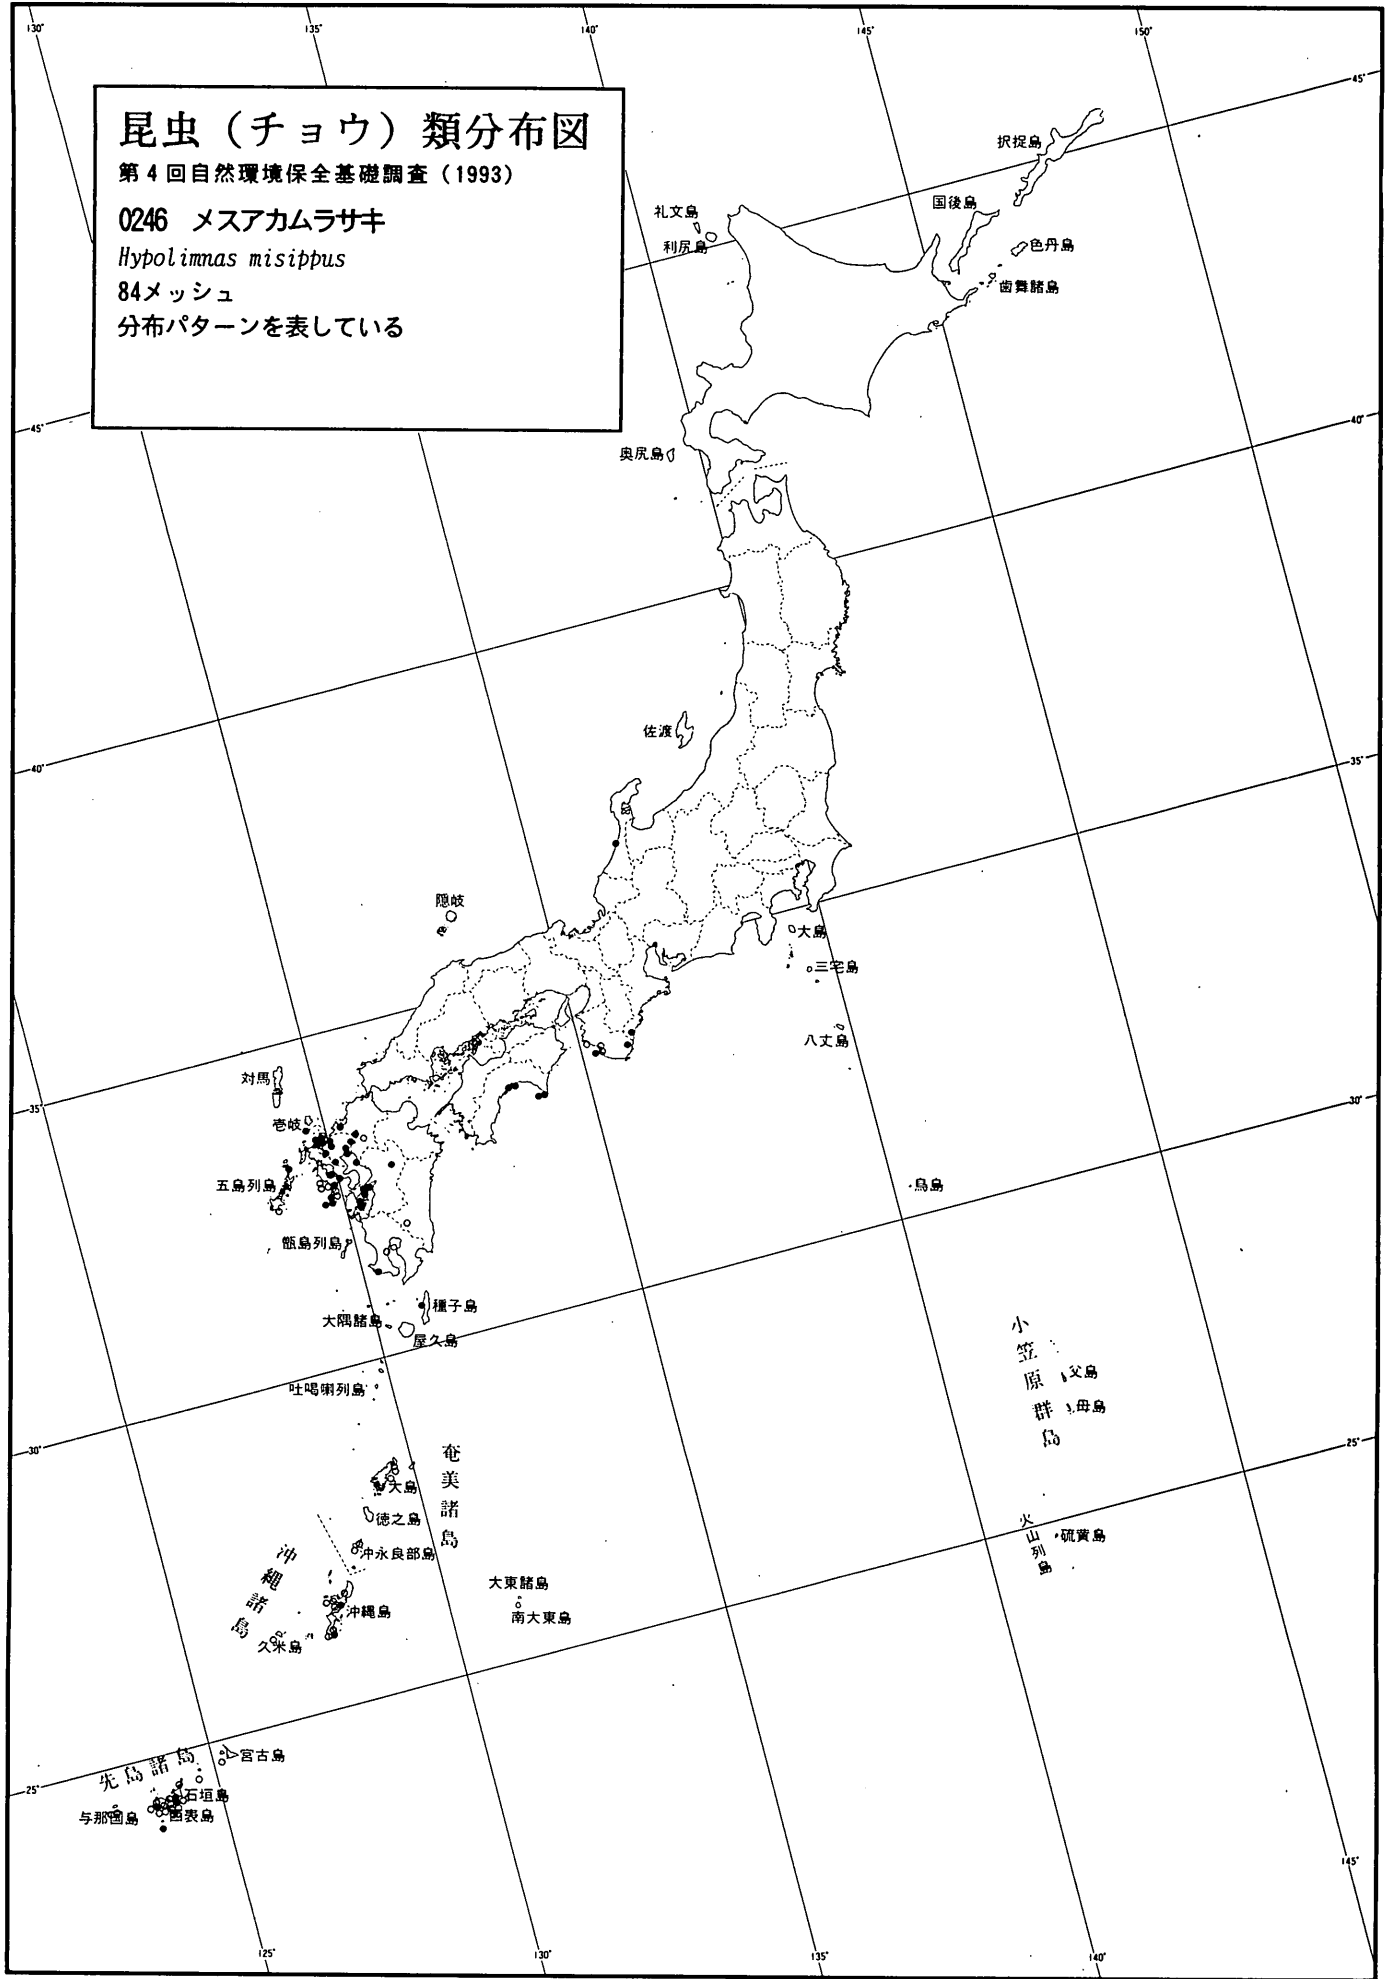 130°
135°
140°
145°
150°
45°
昆虫（チョウ）類分布図
第4回自然環境保全基礎調査（1993）
0246 メスアカムラサキ
Hypolimnas misippus
84メッシュ
分布パターンを表している
択捉島
国後島
色丹島
歯舞諸島
礼文島
利尻島
奥尻島
45°
40°
佐渡
40°
35°
隠岐
大島
三宅島
八丈島
対馬
壱岐
35°
30°
五島列島
鳥島
甑島列島
種子島
大隅諸島
屋久島
吐喝喇列島
小笠原群島
父島
母島
30°
25°
奄美諸島
大島
徳之島
沖永良部島
火山列島
硫黄島
沖縄諸島
沖縄島
久米島
大東諸島
南大東島
先島諸島
宮古島
25°
石垣島
与那国島
西表島
145°
125°
130°
135°
140°